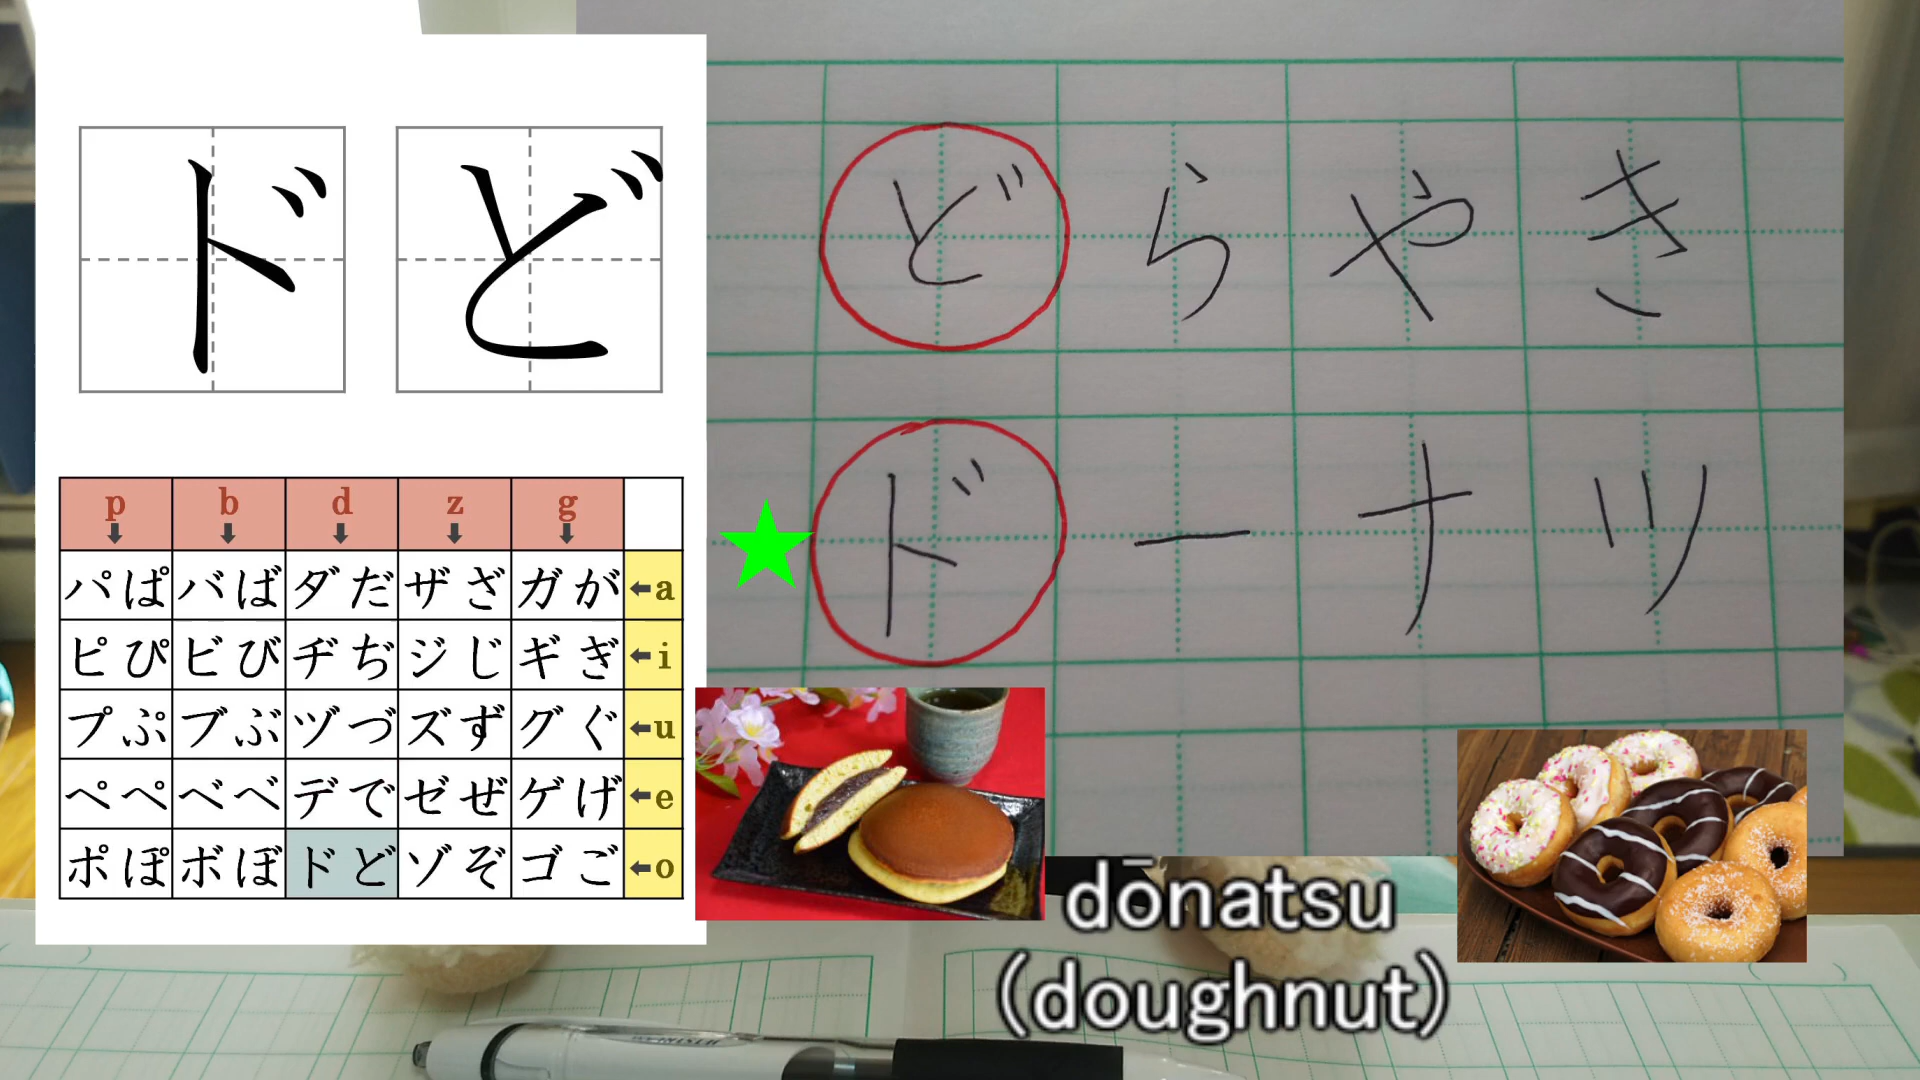 ド ど
p b d z g
パ ぱ バ ば ダ だ ザ ざ ガ が ←a
ピ ぴ ビ び ヂ ぢ ジ じ ギ ぎ ←i
プ ぷ ブ ぶ ヅ づ ズ ず グ ぐ ←u
ペ ぺ ベ べ デ で ゼ ぜ ゲ げ ←e
ポ ぽ ボ ぼ ド ど ゾ ぞ ゴ ご ←o
どらやき
ドーナツ
dōnatsu
(doughnut)